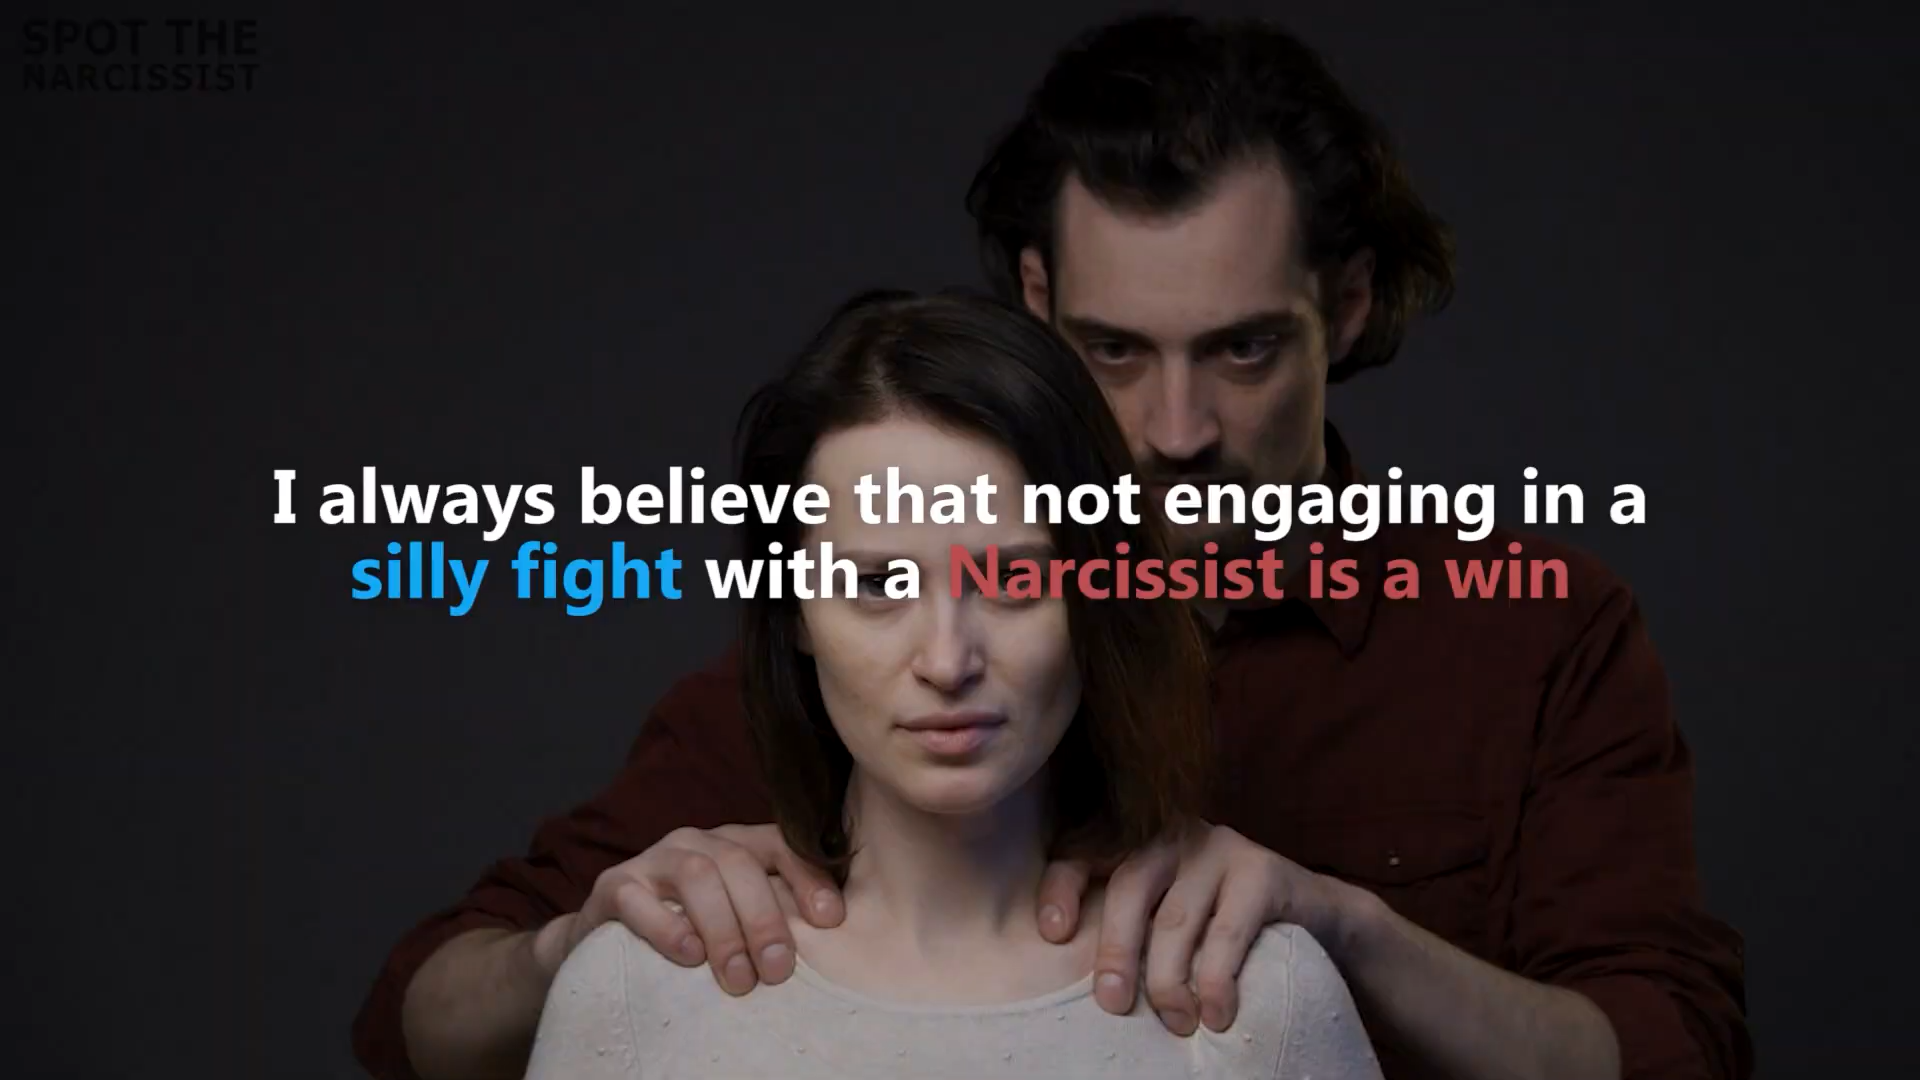 SPOT THE
NARCISSIST
I always believe that not engaging in a
silly fight with a Narcissist is a win